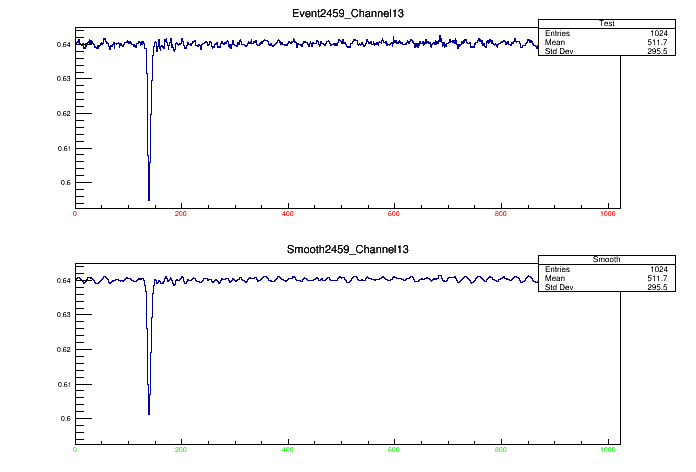 Event2459_Channel13
Test
Entries 1024
Mean 511.7
Std Dev 295.5
0.64
0.63
0.62
0.61
0.6
0 200 400 600 800 1000
Smooth2459_Channel13
Smooth
Entries 1024
Mean 511.7
Std Dev 295.5
0.64
0.63
0.62
0.61
0.6
0 200 400 600 800 1000